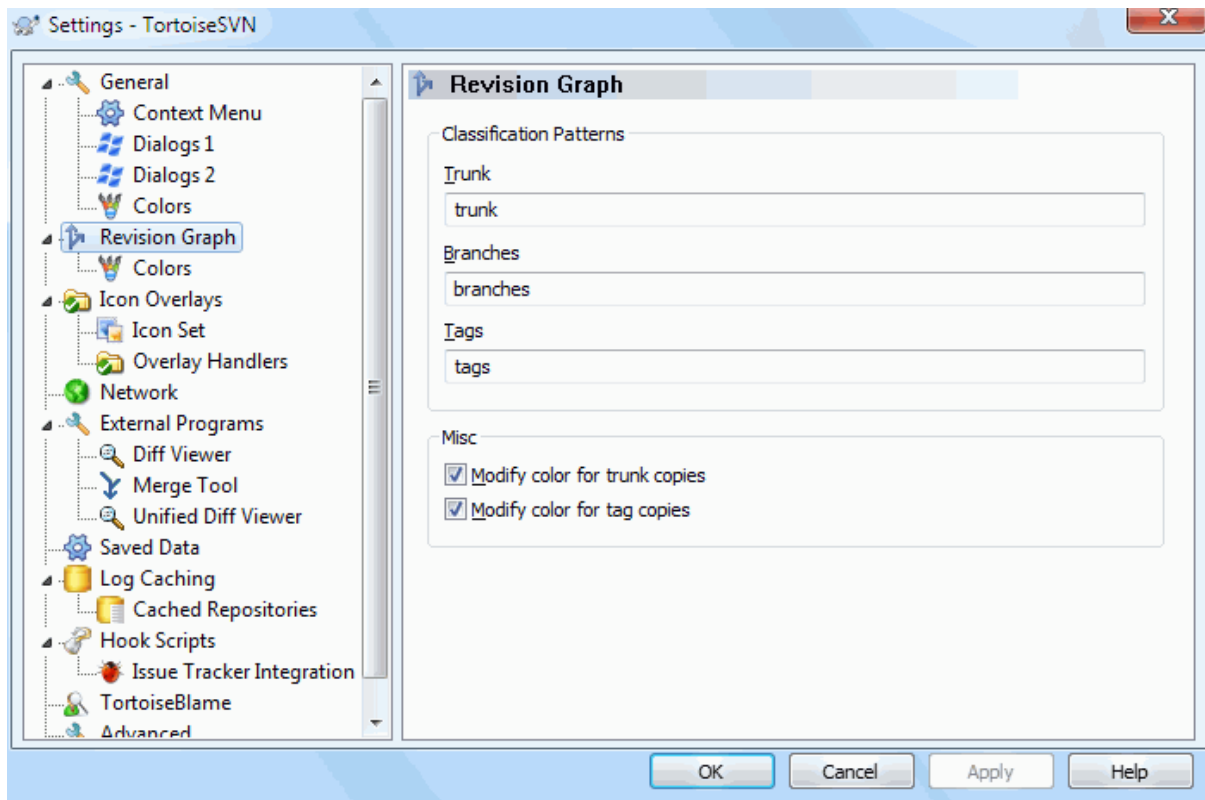 Settings - TortoiseSVN
General
Context Menu
Dialogs 1
Dialogs 2
Colors
Revision Graph
Colors
Icon Overlays
Icon Set
Overlay Handlers
Network
External Programs
Diff Viewer
Merge Tool
Unified Diff Viewer
Saved Data
Log Caching
Cached Repositories
Hook Scripts
Issue Tracker Integration
TortoiseBlame
Advanced
Revision Graph
Classification Patterns
Trunk
trunk
Branches
branches
Tags
tags
Misc
Modify color for trunk copies
Modify color for tag copies
OK
Cancel
Apply
Help